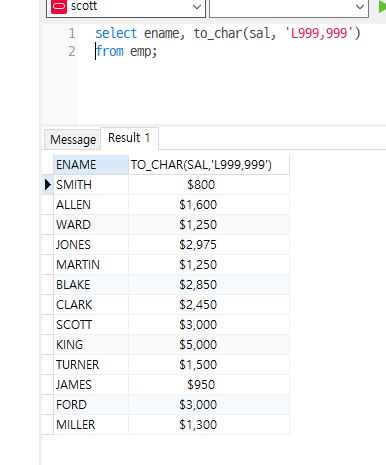 scott
1 select ename, to_char(sal, 'L999,999')
2 from emp;
Message Result 1
ENAME TO_CHAR(SAL,'L999,999')
SMITH $800
ALLEN $1,600
WARD $1,250
JONES $2,975
MARTIN $1,250
BLAKE $2,850
CLARK $2,450
SCOTT $3,000
KING $5,000
TURNER $1,500
JAMES $950
FORD $3,000
MILLER $1,300